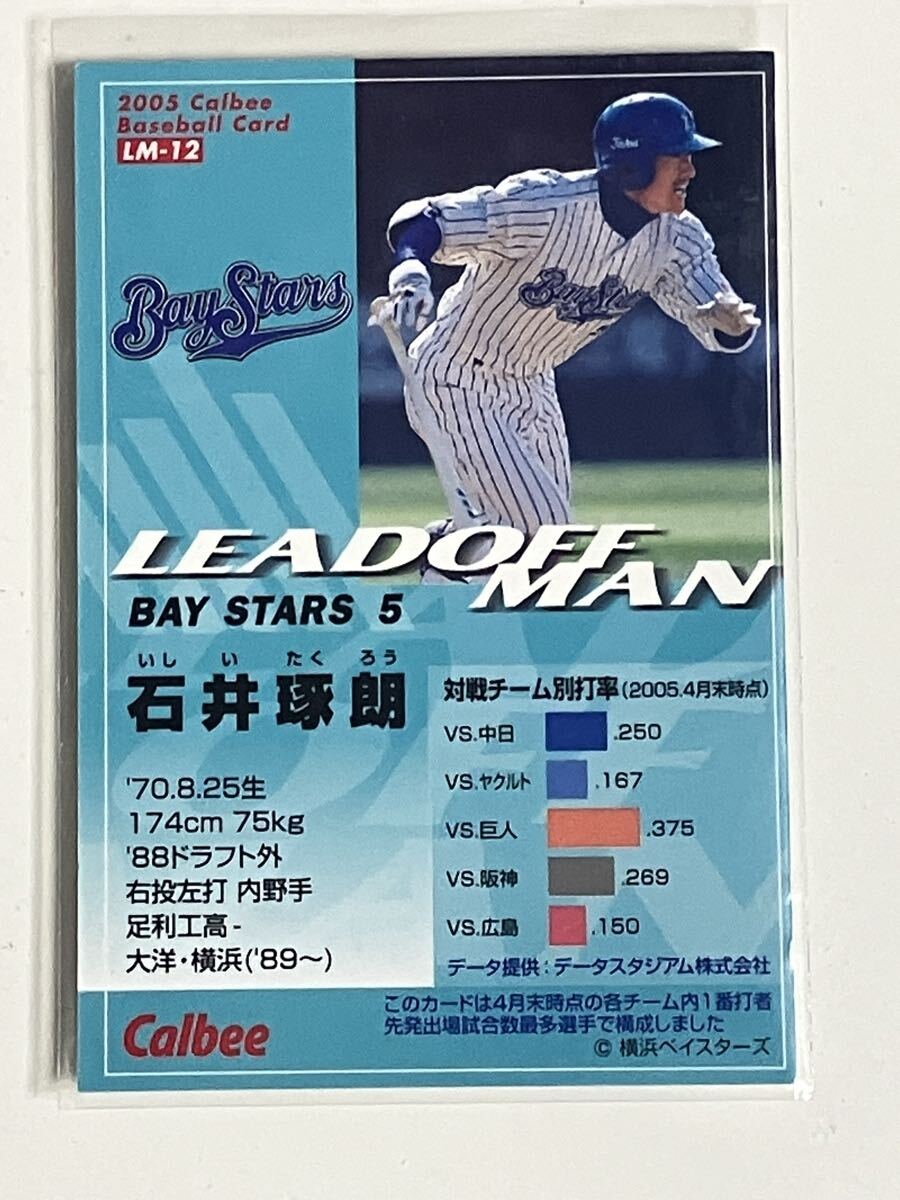 2005 Calbee
Baseball Card
LM-12
BayStars
BayStars
LEADOFF
MAN
BAY STARS 5
いし い たく ろう
石井琢朗
'70.8.25生
174cm 75kg
'88ドラフト外
右投左打 内野手
足利工高-
大洋・横浜('89〜)
対戦チーム別打率(2005.4月末時点)
VS.中日 .250
VS.ヤクルト .167
VS.巨人 .375
VS.阪神 .269
VS.広島 .150
データ提供：データスタジアム株式会社
このカードは4月末時点の各チーム内1番打者
先発出場試合数最多選手で構成しました
© 横浜ベイスターズ
Calbee